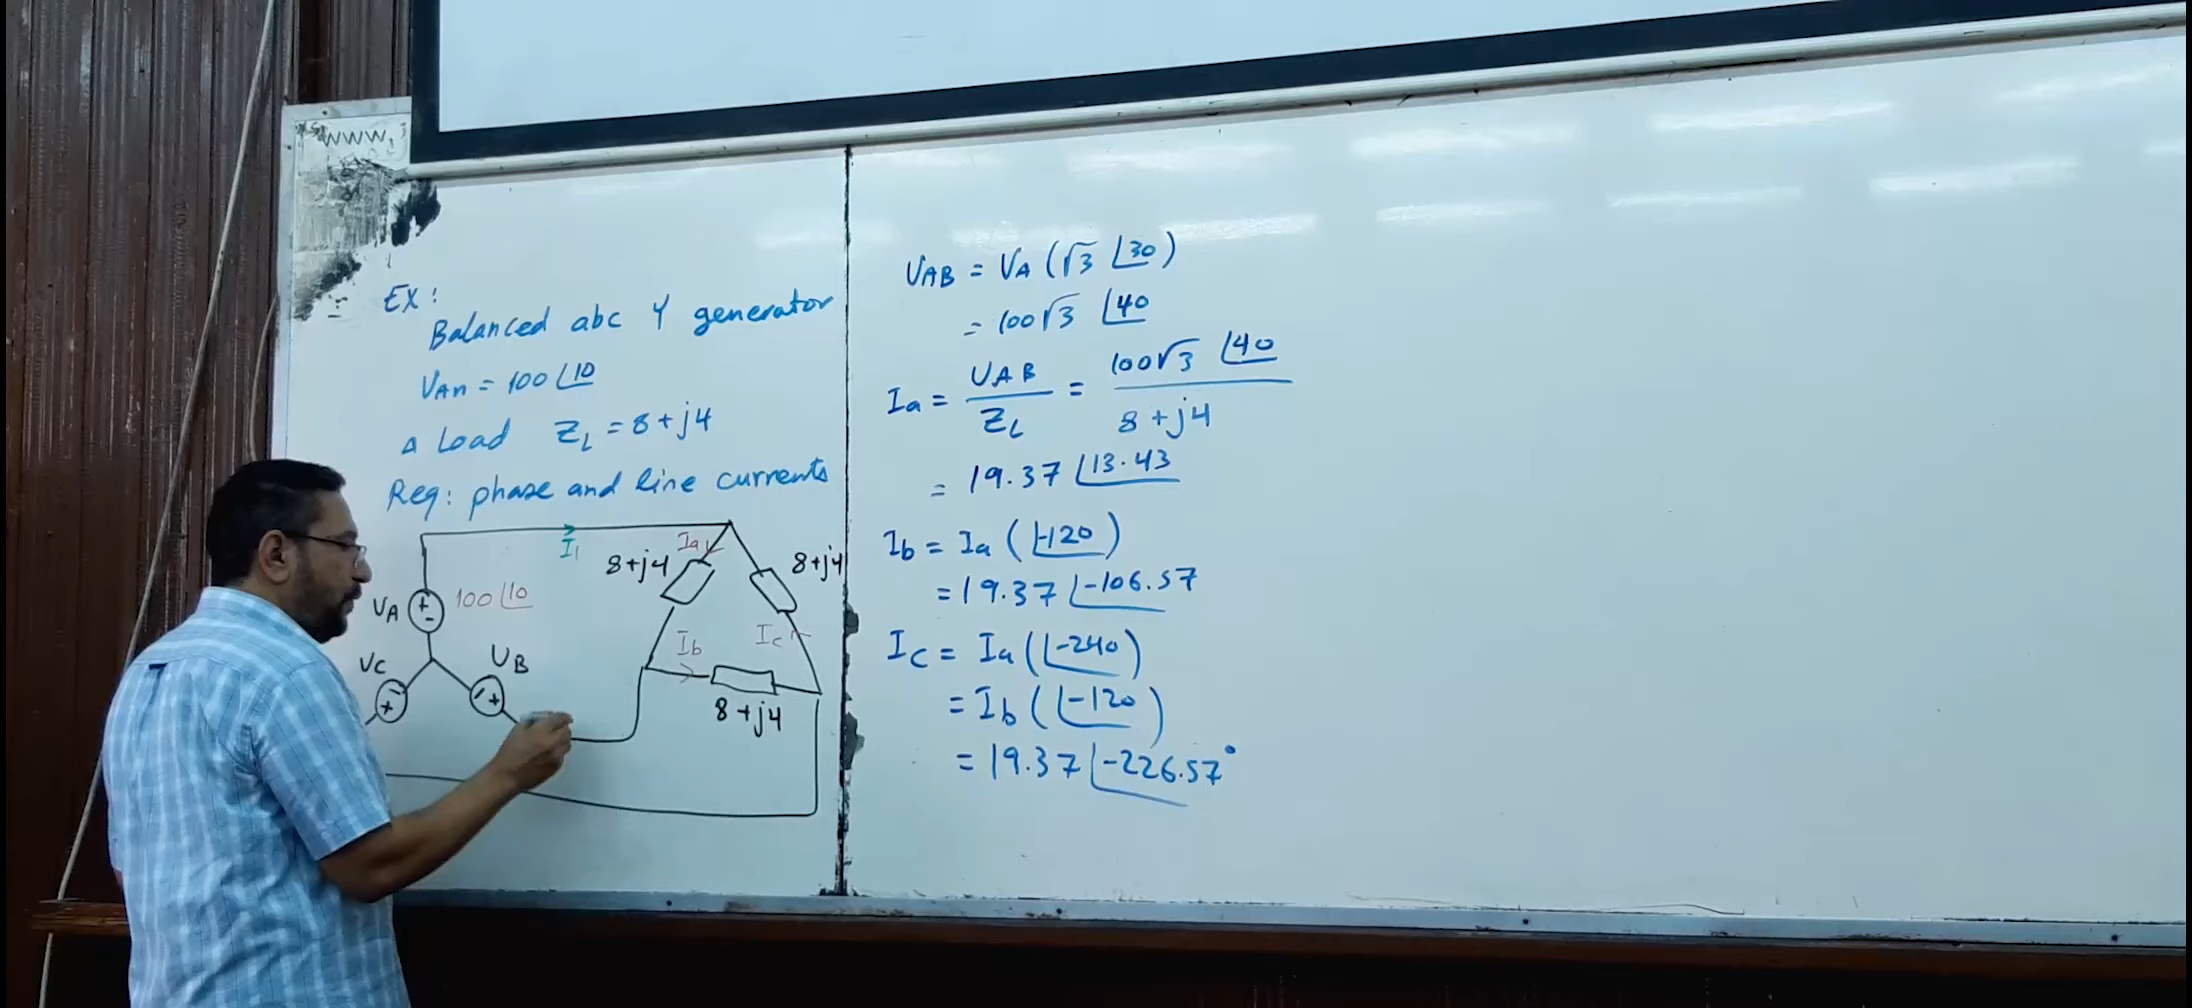 www.
Ex:
Balanced abc Y generator
VAn = 100 ∠10
Δ Load ZL = 8+j4
Req: phase and line currents
I1
Ia
8+j4
8+j4
VA
+
-
100∠10
Ib
Ic
VC
-
+
VB
-
+
8+j4
VAB = VA (√3 ∠30)
= 100√3 ∠40
Ia = VAB / ZL = 100√3 ∠40 / 8+j4
= 19.37 ∠13.43
Ib = Ia (∠-120)
= 19.37 ∠-106.57
Ic = Ia (∠-240)
= Ib (∠-120)
= 19.37 ∠-226.57°